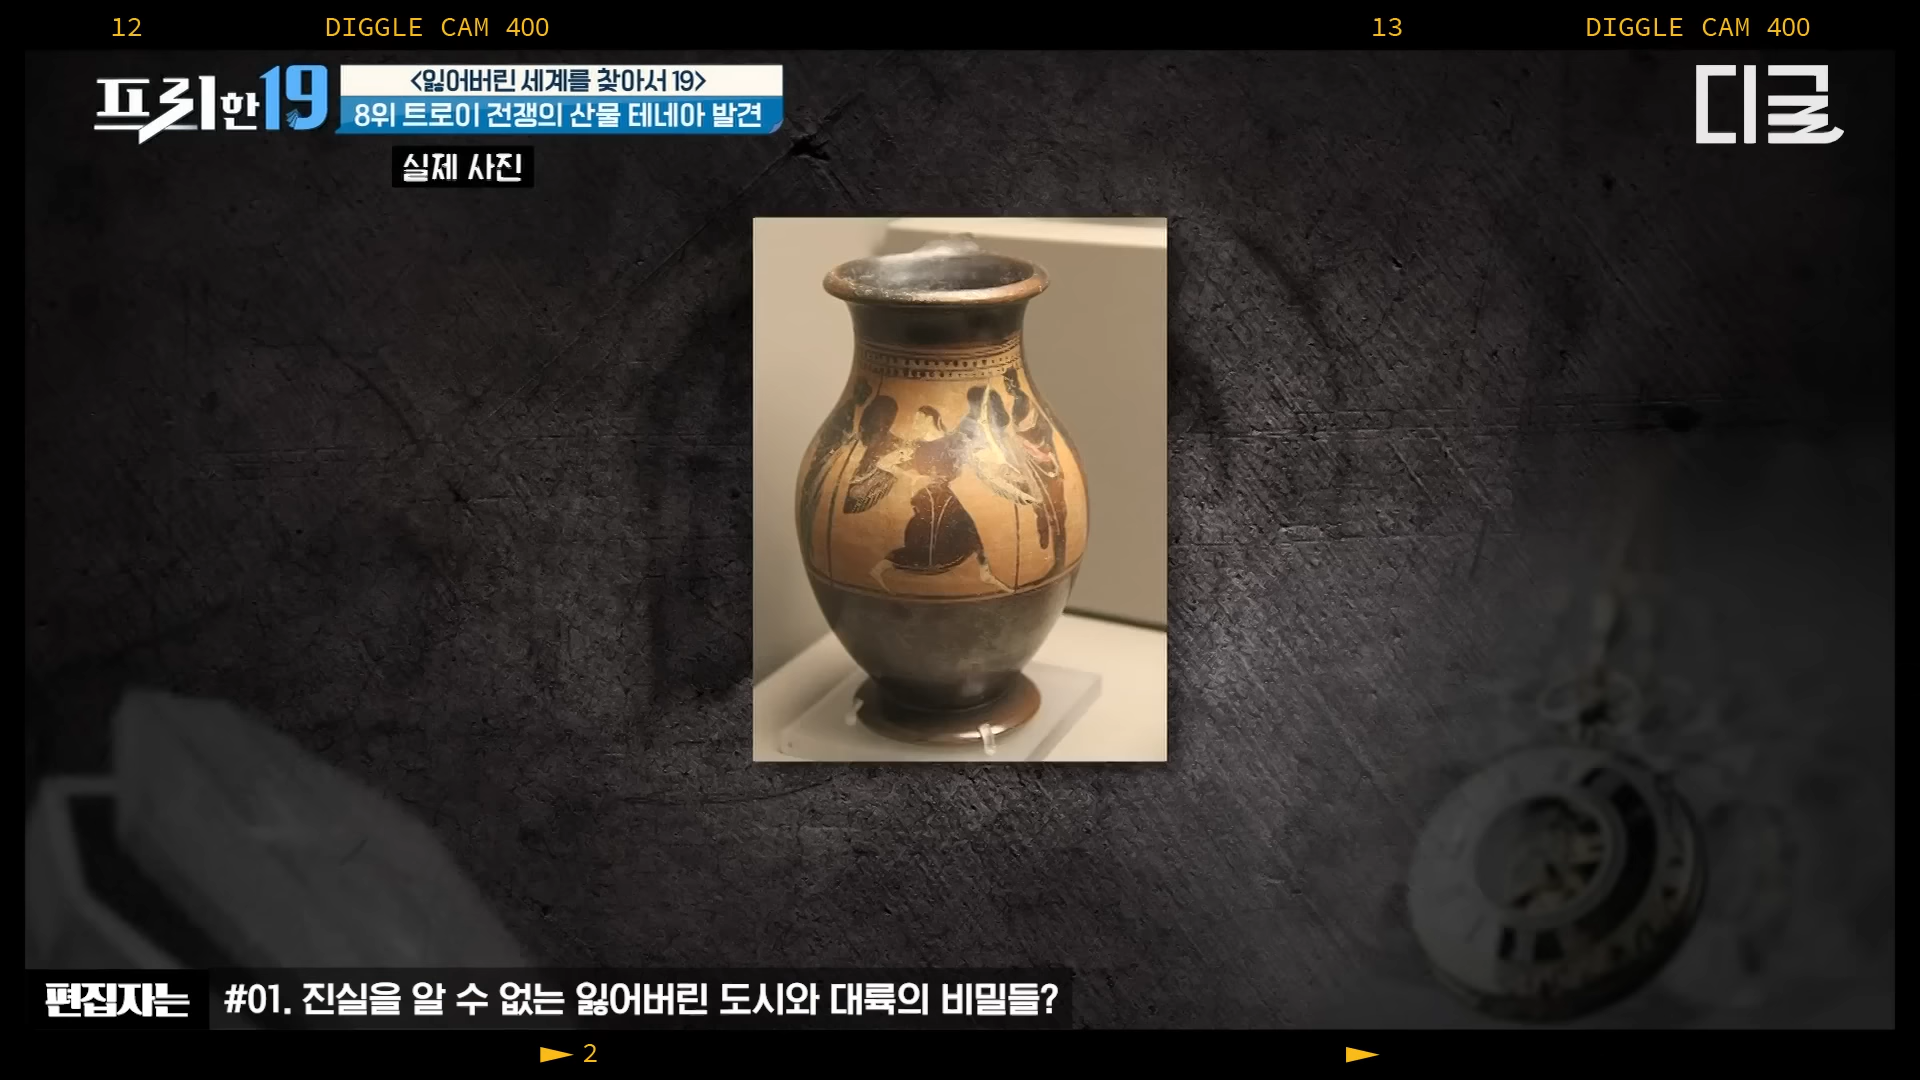 12 DIGGLE CAM 400 13 DIGGLE CAM 400
프리한19
<잃어버린 세계를 찾아서 19>
8위 트로이 전쟁의 산물 테네아 발견
디글
실제 사진
편집자는
#01. 진실을 알 수 없는 잃어버린 도시와 대륙의 비밀들?
2